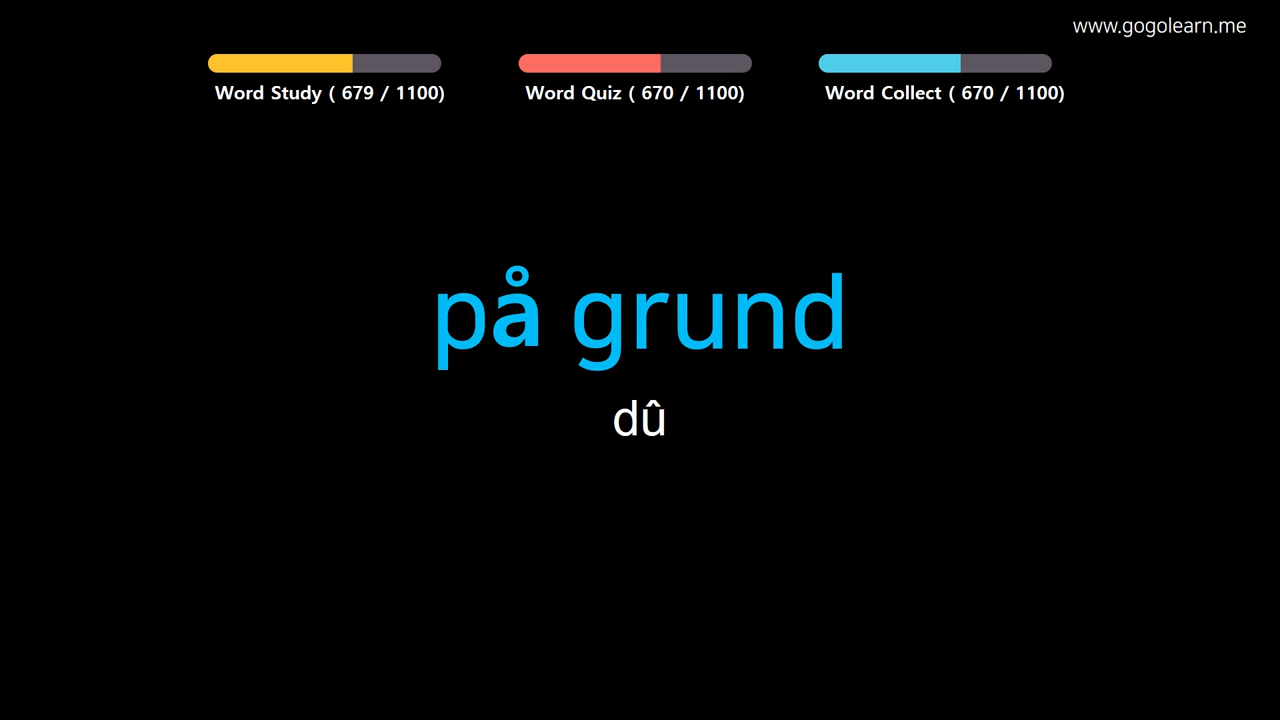 www.gogolearn.me
Word Study ( 679 / 1100)
Word Quiz ( 670 / 1100)
Word Collect ( 670 / 1100)
på grund
dû